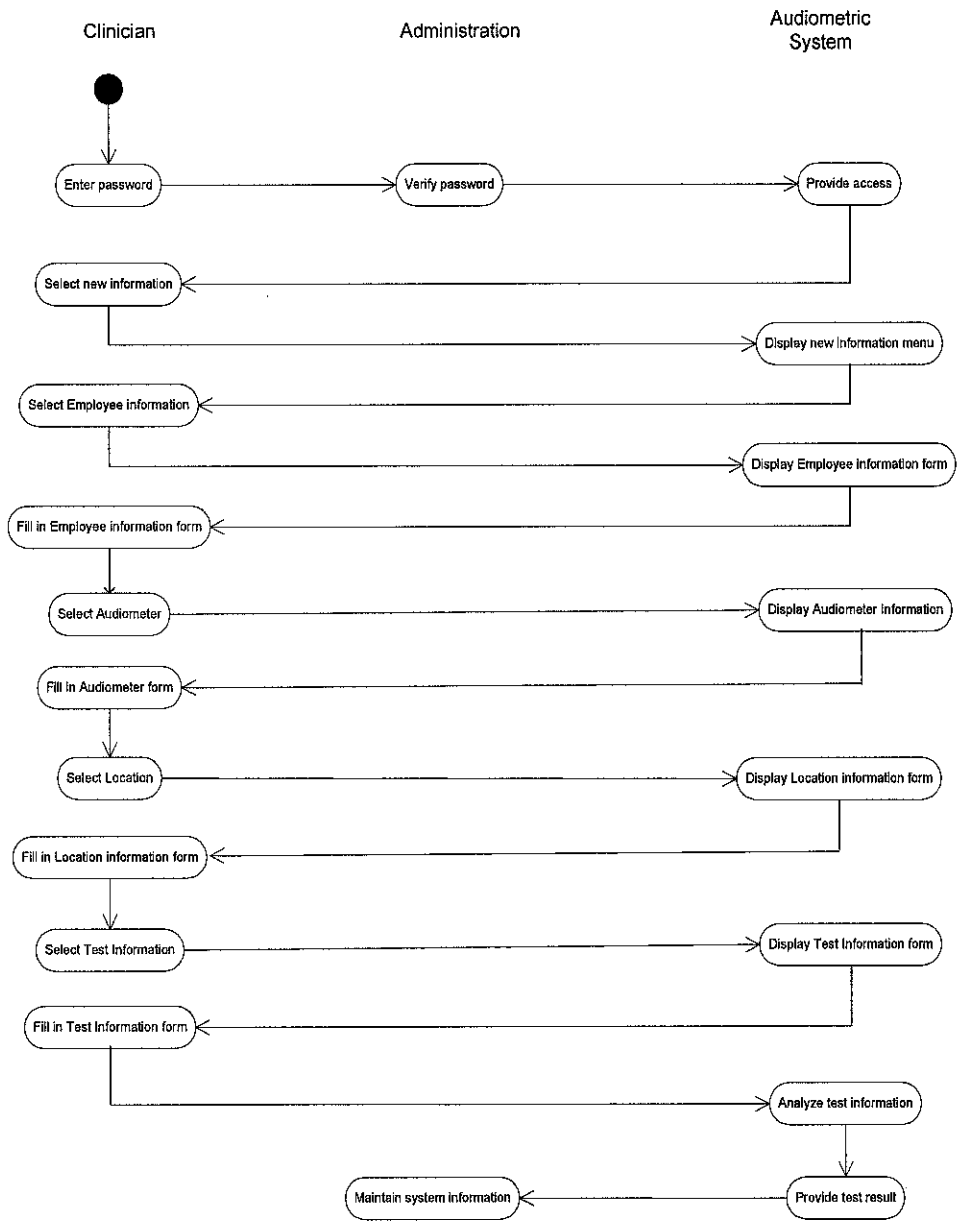 Clinician
Administration
Audiometric
System
Enter password
Verify password
Provide access
Select new information
Display new Information menu
Select Employee information
Display Employee Information form
Fill in Employee information form
Select Audiometer
Display Audiometer Information
Fill in Audiometer form
Select Location
Display Location information form
Fill in Location information form
Select Test Information
Display Test Information form
Fill in Test Information form
Analyze test information
Maintain system information
Provide test result